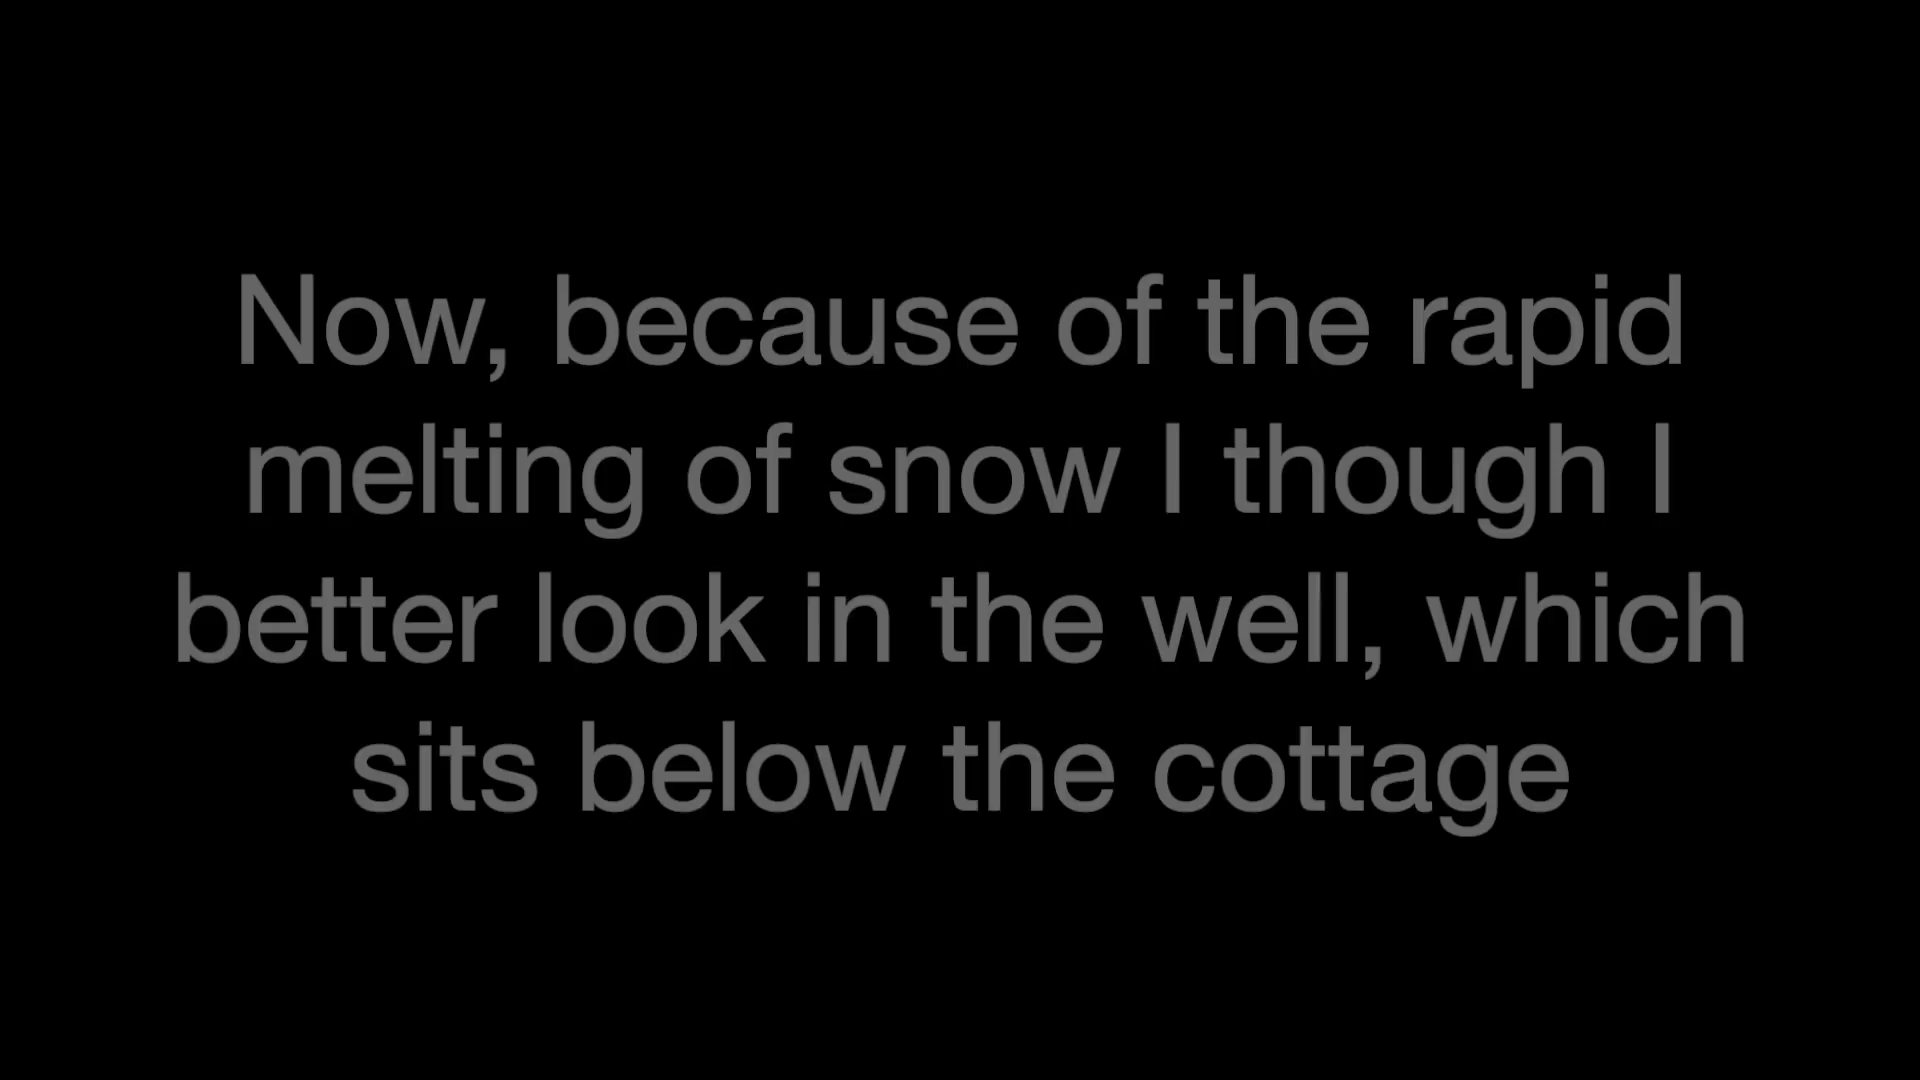 Now, because of the rapid
melting of snow I though I
better look in the well, which
sits below the cottage